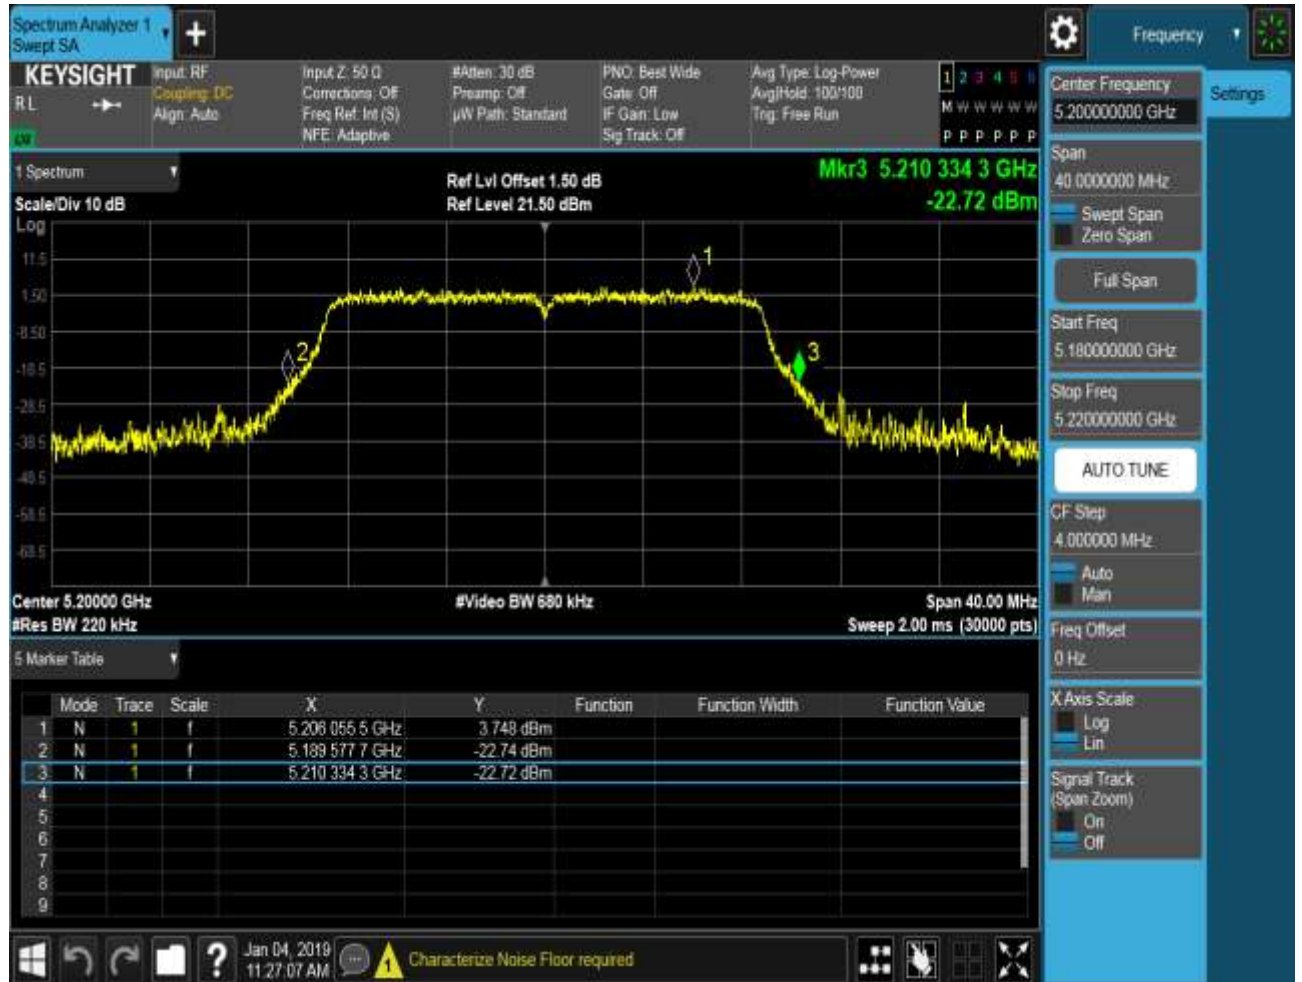 Spectrum Analyzer 1
Swept SA
Frequency
KEYSIGHT
R L
Input: RF
Coupling: DC
Align: Auto
Input Z: 50 Ω
Corrections: Off
Freq Ref: Int (S)
NFE: Adaptive
#Atten: 30 dB
Preamp: Off
µW Path: Standard
PNO: Best Wide
Gate: Off
IF Gain: Low
Sig Track: Off
Avg Type: Log-Power
Avg|Hold: 100/100
Trig: Free Run
1 2 3 4 5 6
M W W W W W
P P P P P P
1 Spectrum
Scale/Div 10 dB
Ref Lvl Offset 1.50 dB
Ref Level 21.50 dBm
Mkr3 5.210 334 3 GHz
-22.72 dBm
Log
11.5
1.50
-8.50
-18.5
-28.5
-38.5
-48.5
-58.5
-68.5
1
2
3
Center 5.20000 GHz
#Res BW 220 kHz
#Video BW 680 kHz
Span 40.00 MHz
Sweep 2.00 ms (30000 pts)
5 Marker Table
Mode Trace Scale X Y Function Function Width Function Value
1 N 1 f 5.206 055 5 GHz 3.748 dBm
2 N 1 f 5.189 577 7 GHz -22.74 dBm
3 N 1 f 5.210 334 3 GHz -22.72 dBm
4
5
6
7
8
9
Jan 04, 2019
11:27:07 AM
Characterize Noise Floor required
Center Frequency
5.200000000 GHz
Settings
Span
40.0000000 MHz
Swept Span
Zero Span
Full Span
Start Freq
5.180000000 GHz
Stop Freq
5.220000000 GHz
AUTO TUNE
CF Step
4.000000 MHz
Auto
Man
Freq Offset
0 Hz
X Axis Scale
Log
Lin
Signal Track
(Span Zoom)
On
Off